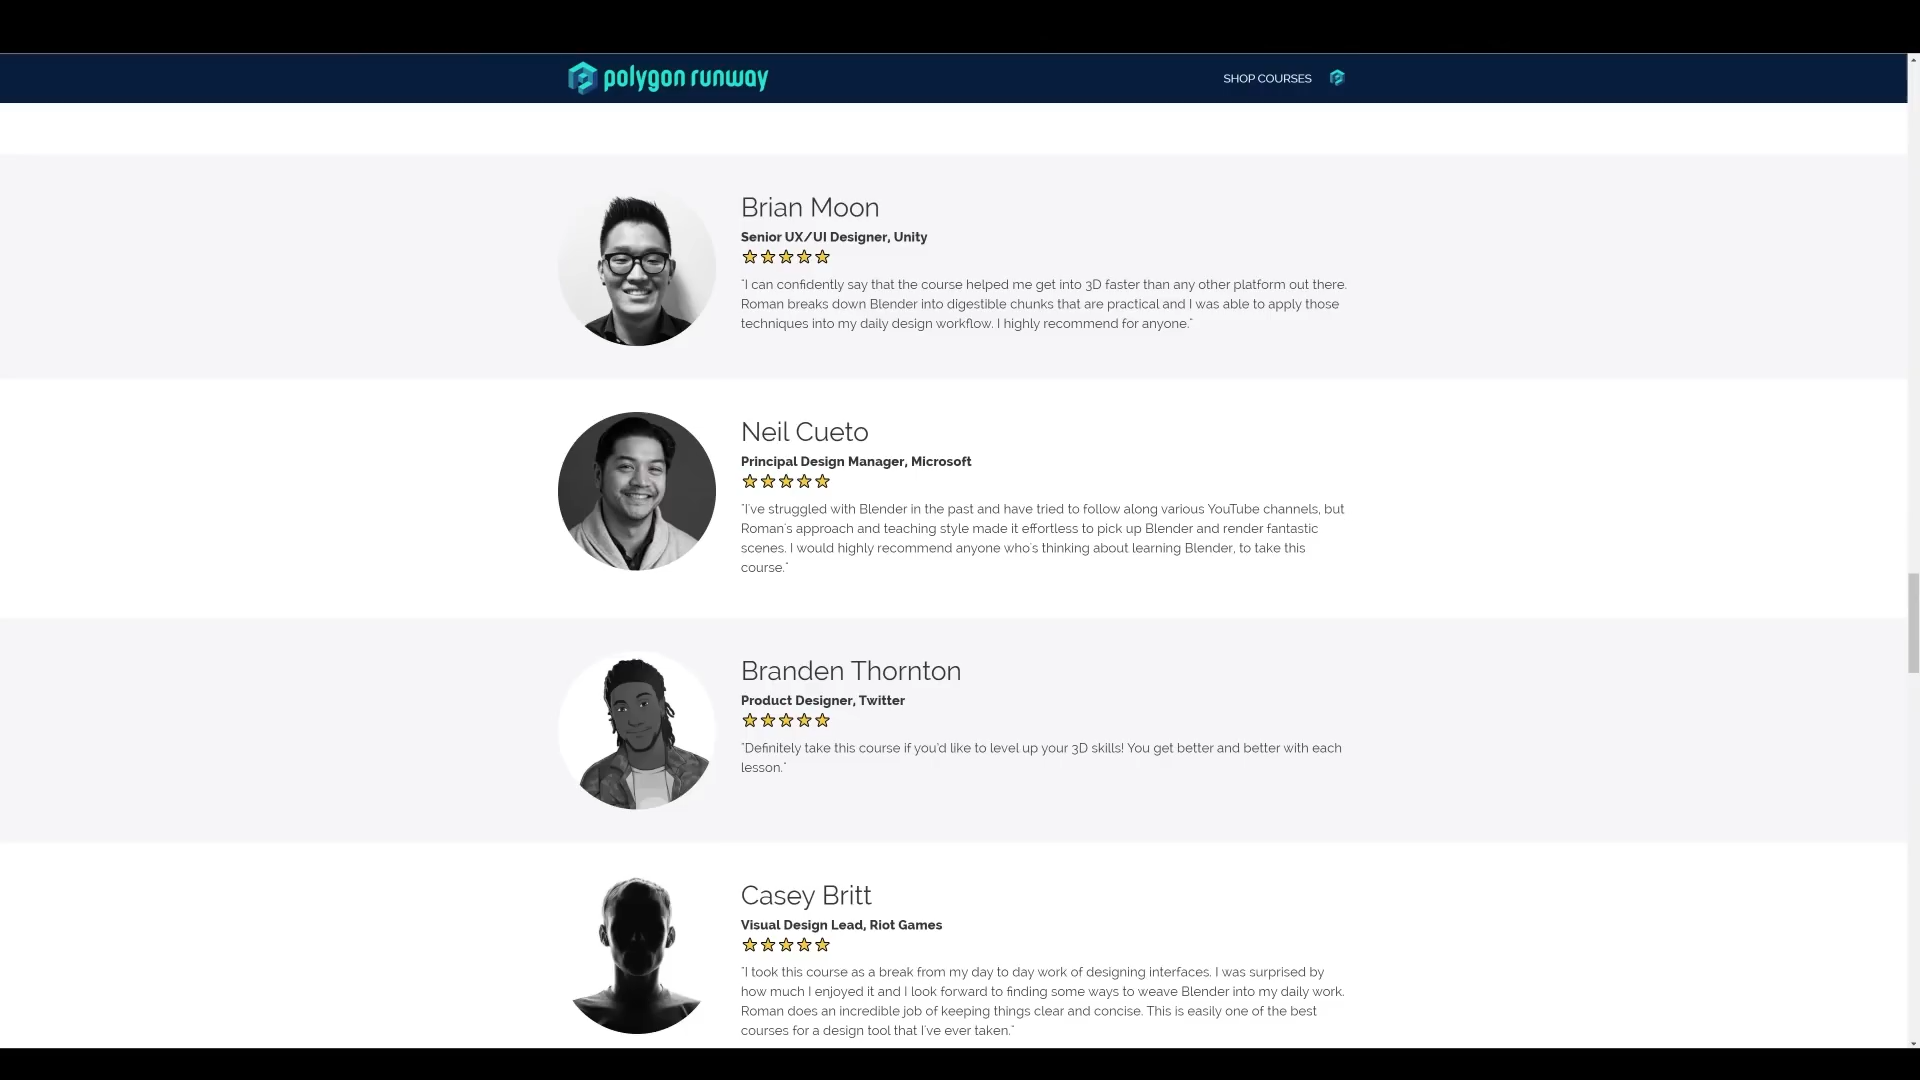 polygon runway
SHOP COURSES
Brian Moon
Senior UX/UI Designer, Unity
"I can confidently say that the course helped me get into 3D faster than any other platform out there.
Roman breaks down Blender into digestible chunks that are practical and I was able to apply those
techniques into my daily design workflow. I highly recommend for anyone."
Neil Cueto
Principal Design Manager, Microsoft
"I've struggled with Blender in the past and have tried to follow along various YouTube channels, but
Roman's approach and teaching style made it effortless to pick up Blender and render fantastic
scenes. I would highly recommend anyone who's thinking about learning Blender, to take this
course."
Branden Thornton
Product Designer, Twitter
"Definitely take this course if you'd like to level up your 3D skills! You get better and better with each
lesson."
Casey Britt
Visual Design Lead, Riot Games
"I took this course as a break from my day to day work of designing interfaces. I was surprised by
how much I enjoyed it and I look forward to finding some ways to weave Blender into my daily work.
Roman does an incredible job of keeping things clear and concise. This is easily one of the best
courses for a design tool that I've ever taken."